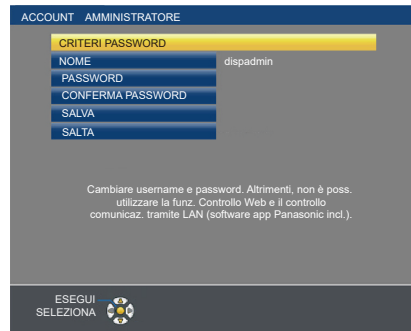 ACCOUNT AMMINISTRATORE
CRITERI PASSWORD
NOME dispadmin
PASSWORD
CONFERMA PASSWORD
SALVA
SALTA
Cambiare username e password. Altrimenti, non è poss.
utilizzare la funz. Controllo Web e il controllo
comunicaz. tramite LAN (software app Panasonic incl.).
ESEGUI
SELEZIONA